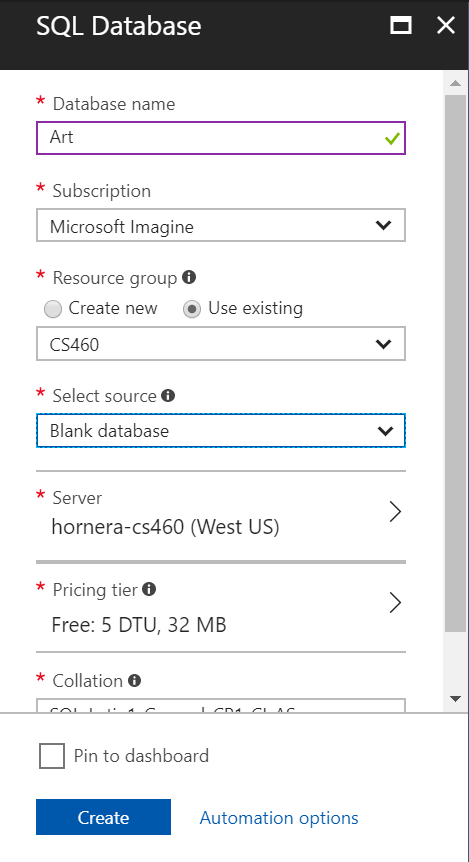 SQL Database
* Database name
Art
* Subscription
Microsoft Imagine
* Resource group
Create new Use existing
CS460
* Select source
Blank database
* Server
hornera-cs460 (West US)
* Pricing tier
Free: 5 DTU, 32 MB
* Collation
Pin to dashboard
Create Automation options